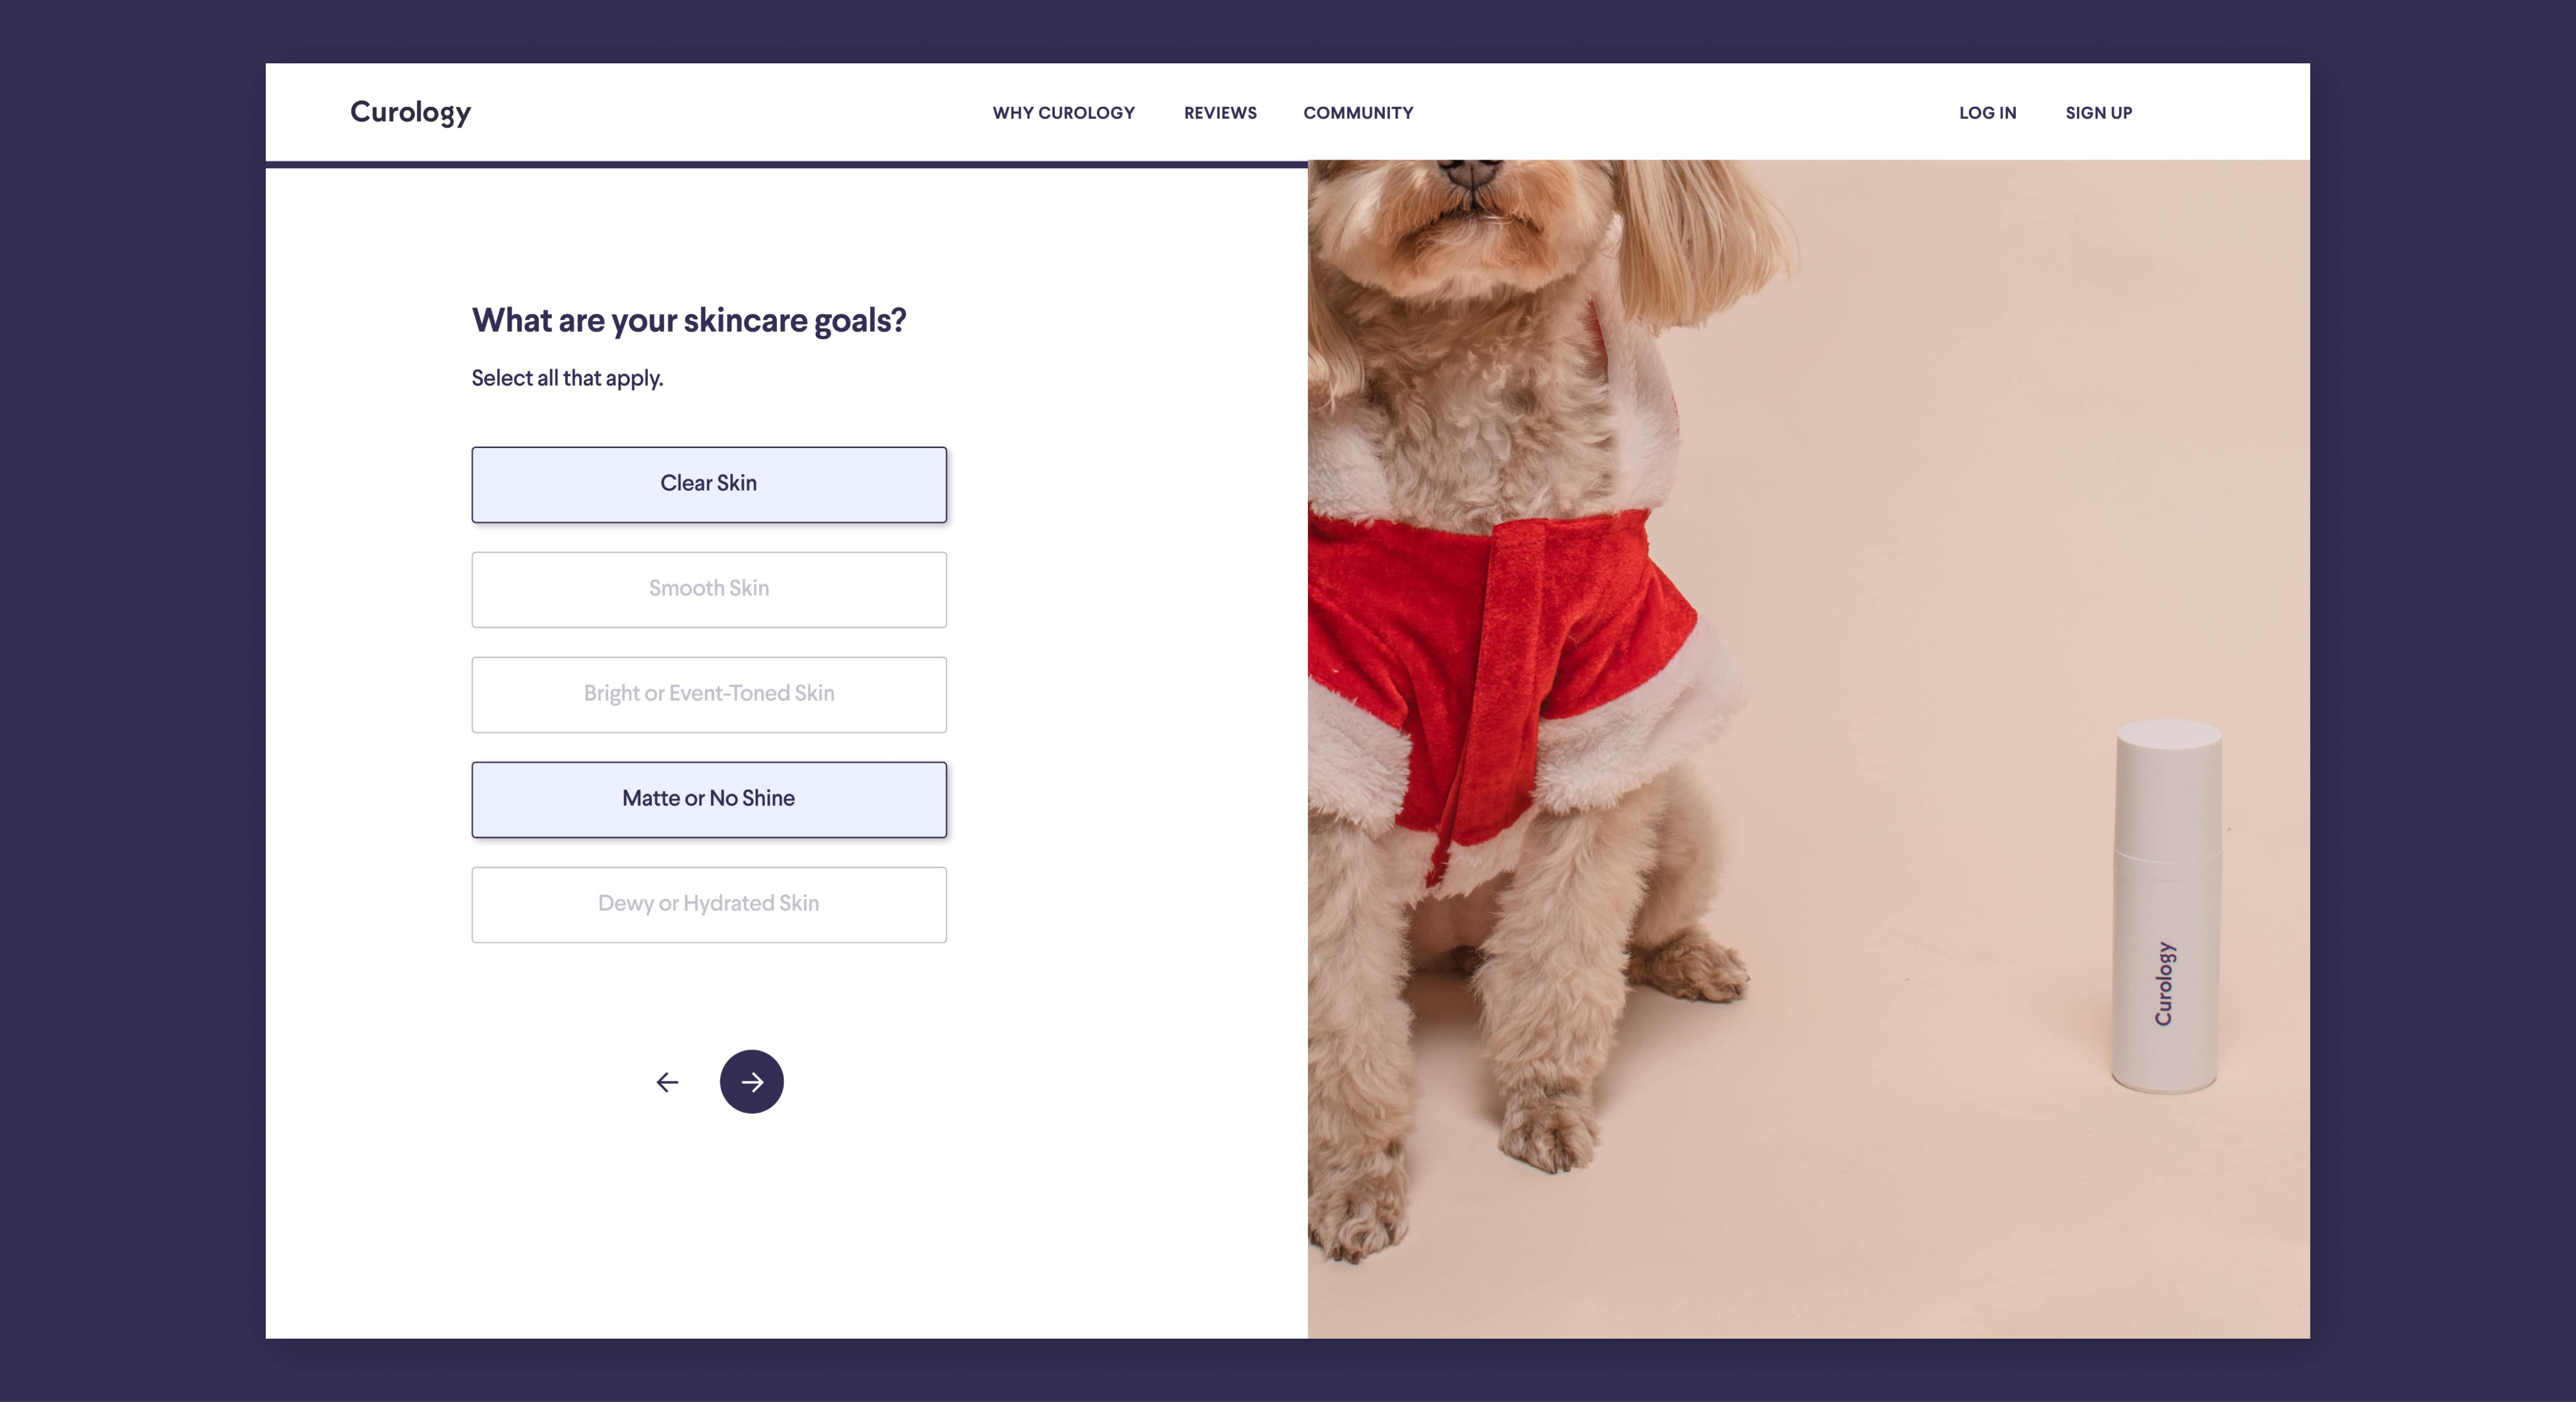 Curology
WHY CUROLOGY
REVIEWS
COMMUNITY
LOG IN
SIGN UP
What are your skincare goals?
Select all that apply.
Clear Skin
Smooth Skin
Bright or Event-Toned Skin
Matte or No Shine
Dewy or Hydrated Skin
Curology